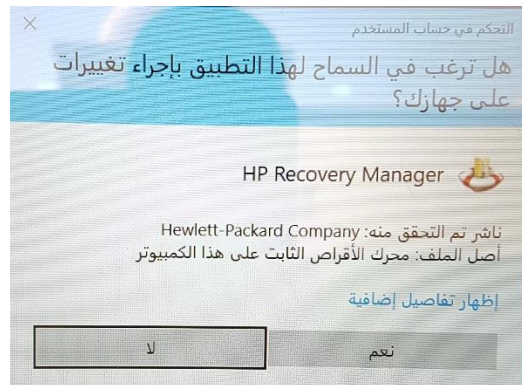 التحكم في حساب المستخدم
هل ترغب في السماح لهذا التطبيق بإجراء تغييرات
على جهازك؟
HP Recovery Manager
ناشر تم التحقق منه: Hewlett-Packard Company
أصل الملف: محرك الأقراص الثابت على هذا الكمبيوتر
إظهار تفاصيل إضافية
نعم
لا